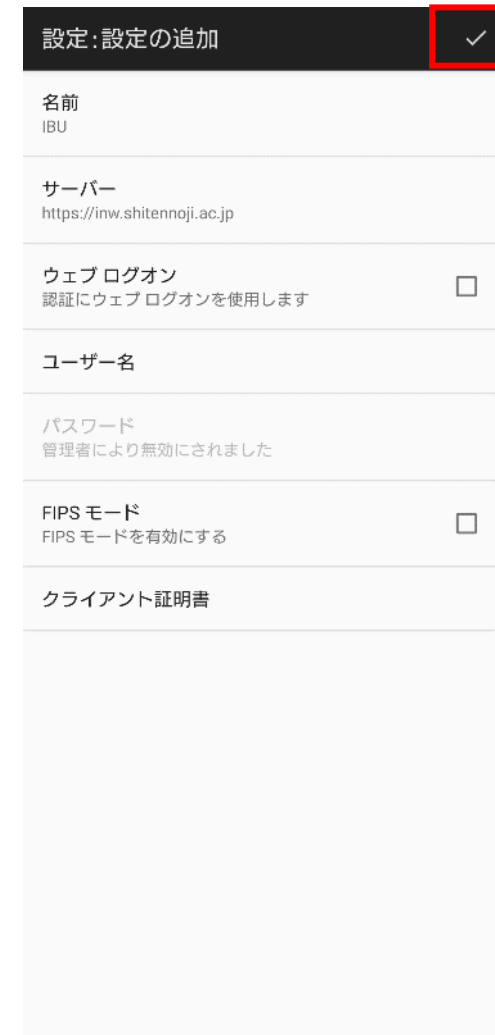 設定:設定の追加
名前
IBU
サーバー
https://inw.shitennoji.ac.jp
ウェブ ログオン
認証にウェブ ログオンを使用します
ユーザー名
パスワード
管理者により無効にされました
FIPS モード
FIPS モードを有効にする
クライアント証明書